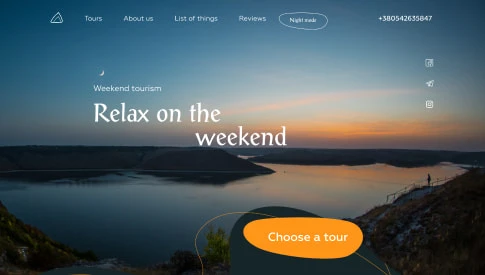 Tours
About us
List of things
Reviews
Night mode
+380542635847
Weekend tourism
Relax on the
weekend
Choose a tour